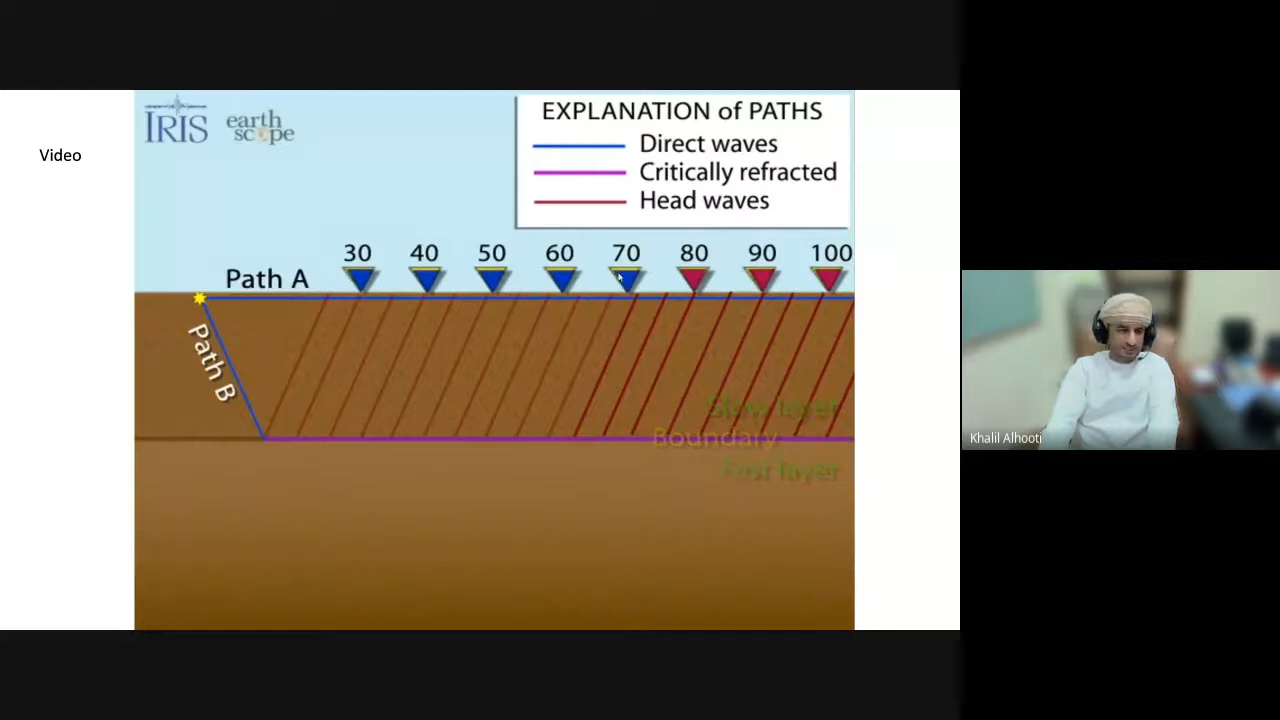 IRIS
earth
scope
EXPLANATION of PATHS
Direct waves
Critically refracted
Head waves
Video
30 40 50 60 70 80 90 100
Path A
Path B
Slow layer
Boundary
Fast layer
Khalil Alhooti